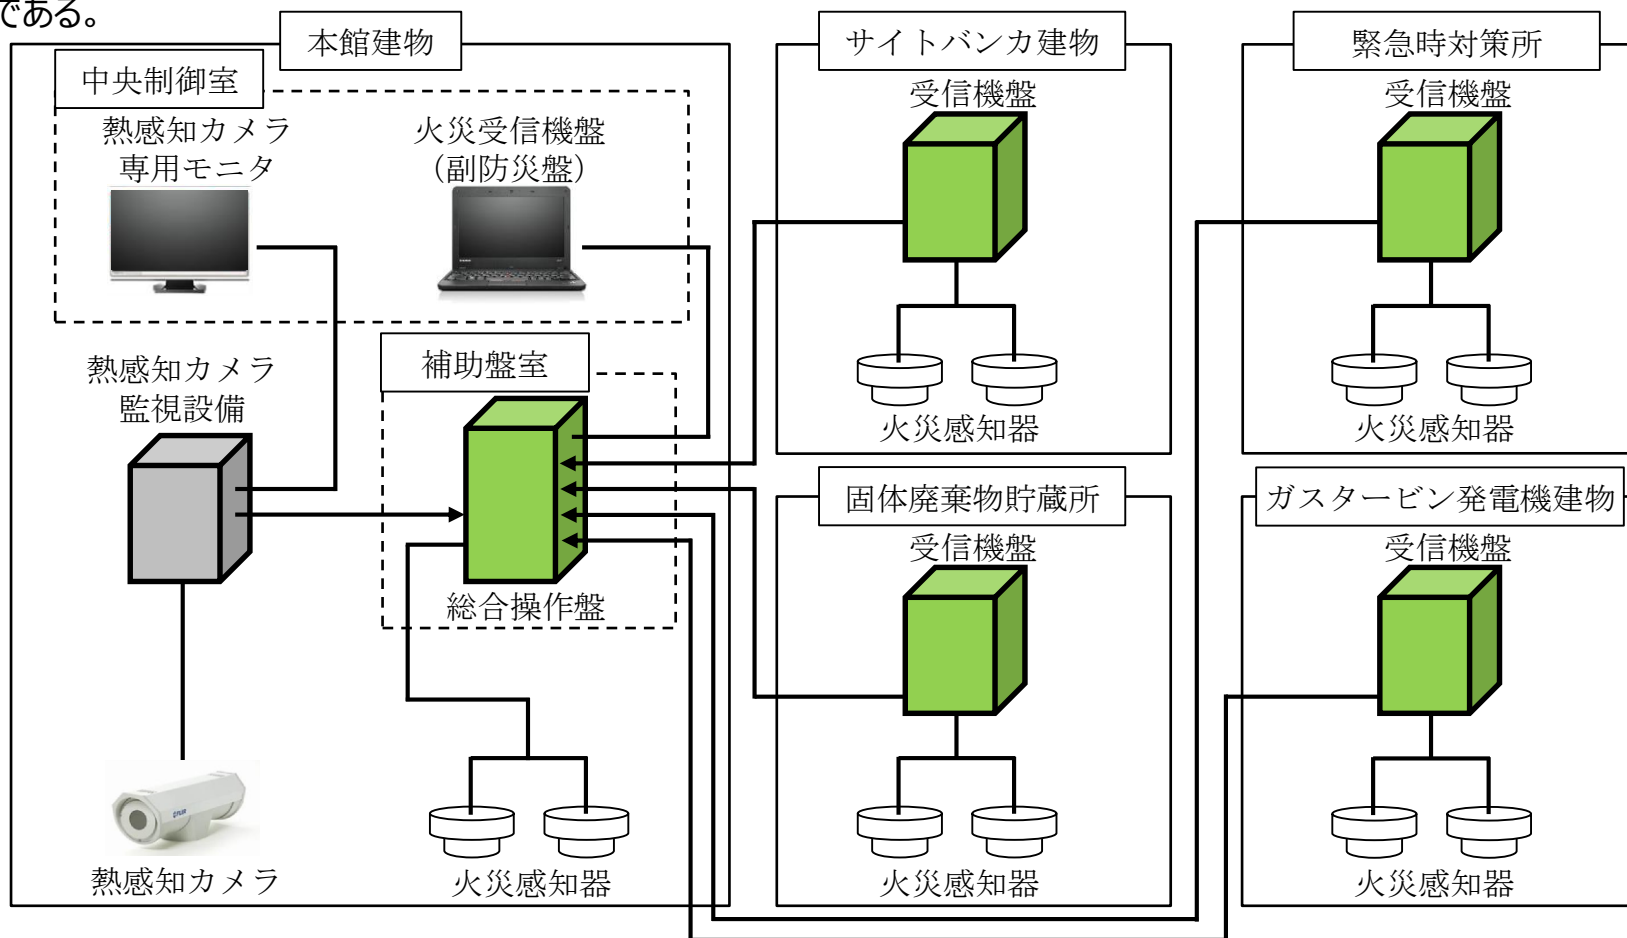 である。
本館建物
中央制御室
熱感知カメラ
専用モニタ
火災受信機盤
(副防災盤)
熱感知カメラ
監視設備
補助盤室
総合操作盤
熱感知カメラ
火災感知器
サイトバンカ建物
受信機盤
火災感知器
固体廃棄物貯蔵所
受信機盤
火災感知器
緊急時対策所
受信機盤
火災感知器
ガスタービン発電機建物
受信機盤
火災感知器